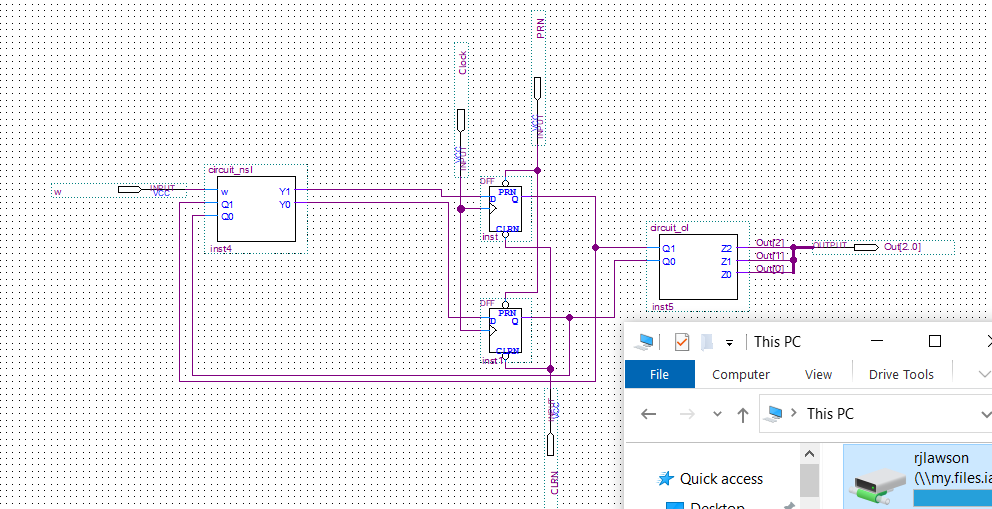 PRN
Clock
VCC
INPUT
VCC
INPUT
circuit_nsl
w
INPUT
VCC
w
Q1
Q0
Y1
Y0
inst4
DFF
PRN
D
Q
CLRN
inst
circuit_ol
Q1
Q0
Z2
Z1
Z0
Out[2]
Out[1]
Out[0]
OUTPUT
Out[2..0]
inst5
DFF
PRN
D
Q
CLRN
inst1
INPUT
VCC
CLRN
This PC
File
Computer
View
Drive Tools
This PC
Quick access
Desktop
rjlawson
(\\my.files.ia